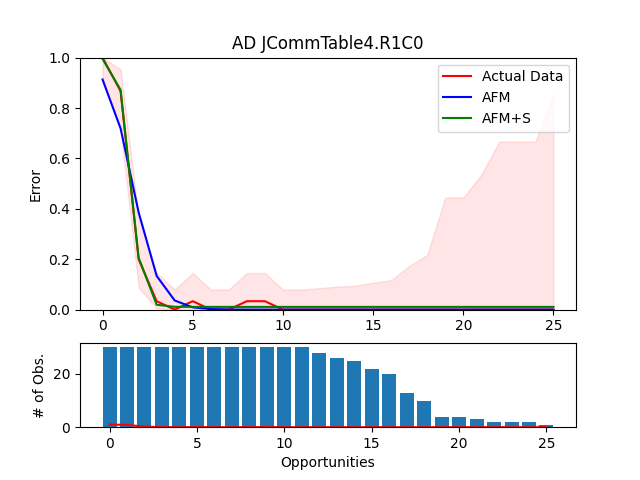 AD JCommTable4.R1C0
Actual Data
AFM
AFM+S
Error
1.0
0.8
0.6
0.4
0.2
0.0
0 5 10 15 20 25
# of Obs.
20
0
0 5 10 15 20 25
Opportunities